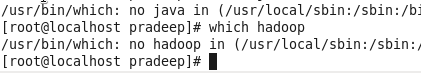 /usr/bin/which: no java in (/usr/local/sbin:/sbin:/bi
[root@localhost pradeep]# which hadoop
/usr/bin/which: no hadoop in (/usr/local/sbin:/sbin:/
[root@localhost pradeep]#